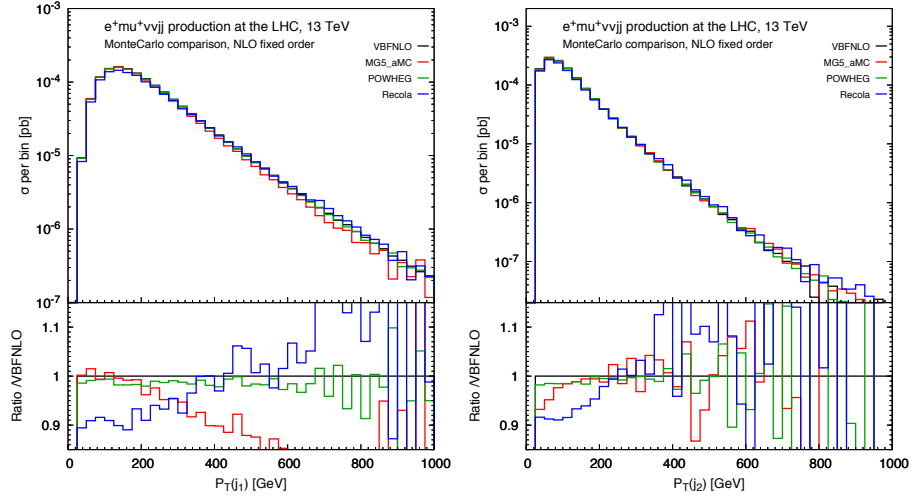 e⁺mu⁺vvjj production at the LHC, 13 TeV
MonteCarlo comparison, NLO fixed order
VBFNLO
MG5_aMC
POWHEG
Recola
σ per bin [pb]
10⁻³
10⁻⁴
10⁻⁵
10⁻⁶
10⁻⁷
Ratio /VBFNLO
1.1
1
0.9
0 200 400 600 800 1000
P_T(j₁) [GeV]
e⁺mu⁺vvjj production at the LHC, 13 TeV
MonteCarlo comparison, NLO fixed order
VBFNLO
MG5_aMC
POWHEG
Recola
σ per bin [pb]
10⁻³
10⁻⁴
10⁻⁵
10⁻⁶
10⁻⁷
Ratio /VBFNLO
1.1
1
0.9
0 200 400 600 800 1000
P_T(j₂) [GeV]